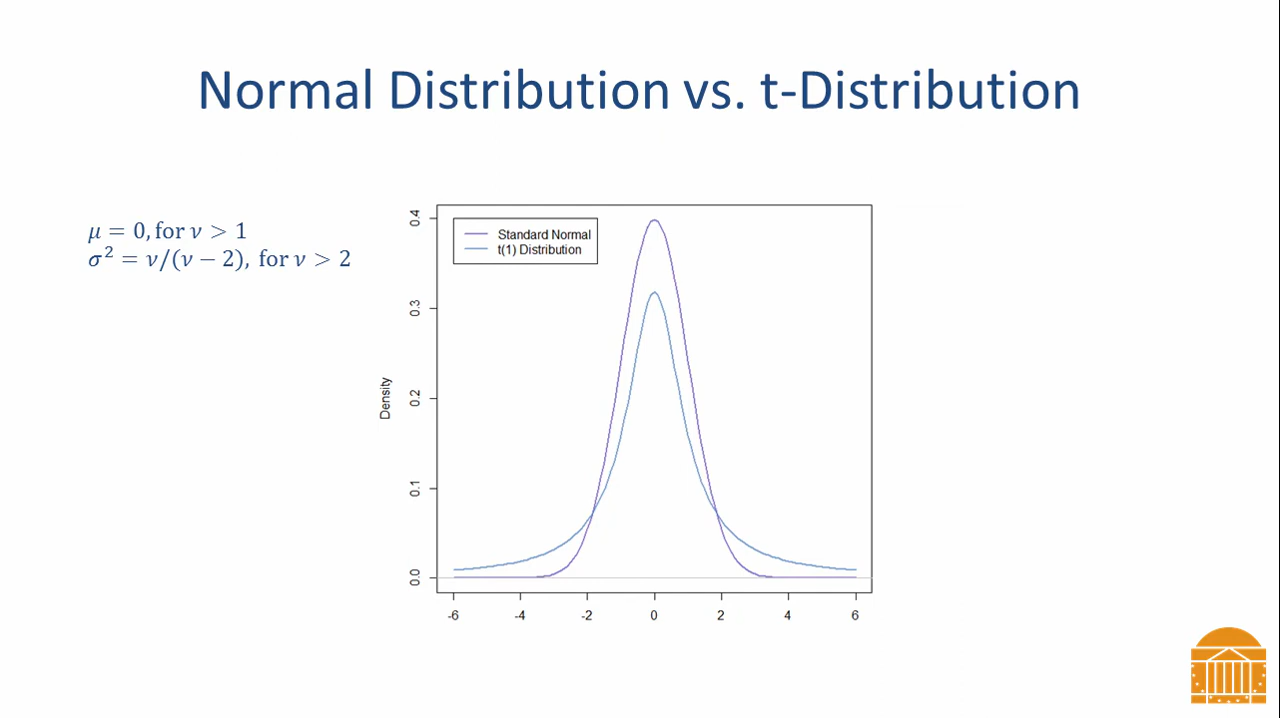 Normal Distribution vs. t-Distribution
μ = 0, for ν > 1
σ² = ν/(ν − 2), for ν > 2
Standard Normal
t(1) Distribution
Density
0.4
0.3
0.2
0.1
0.0
-6 -4 -2 0 2 4 6